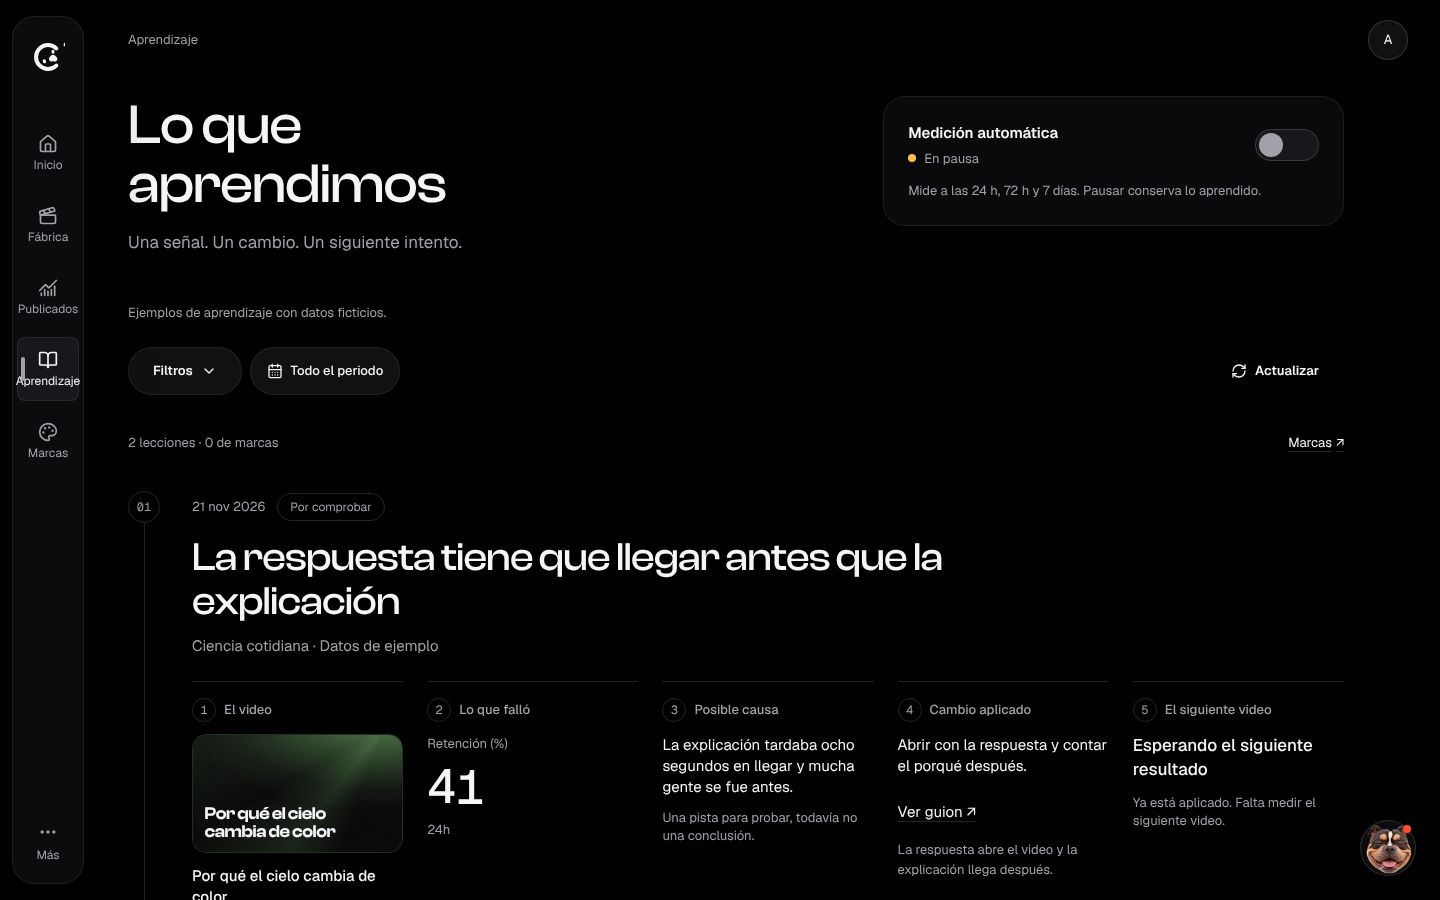 Aprendizaje
A
Inicio
Fábrica
Publicados
Aprendizaje
Marcas
Más
Lo que
aprendimos
Una señal. Un cambio. Un siguiente intento.
Medición automática
En pausa
Mide a las 24 h, 72 h y 7 días. Pausar conserva lo aprendido.
Ejemplos de aprendizaje con datos ficticios.
Filtros
Todo el periodo
Actualizar
2 lecciones · 0 de marcas
Marcas ↗
01
21 nov 2026
Por comprobar
La respuesta tiene que llegar antes que la
explicación
Ciencia cotidiana · Datos de ejemplo
1 El video
Por qué el cielo
cambia de color
Por qué el cielo cambia de
color
2 Lo que falló
Retención (%)
41
24h
3 Posible causa
La explicación tardaba ocho
segundos en llegar y mucha
gente se fue antes.
Una pista para probar, todavía no
una conclusión.
4 Cambio aplicado
Abrir con la respuesta y contar
el porqué después.
Ver guion ↗
La respuesta abre el video y la
explicación llega después.
5 El siguiente video
Esperando el siguiente
resultado
Ya está aplicado. Falta medir el
siguiente video.